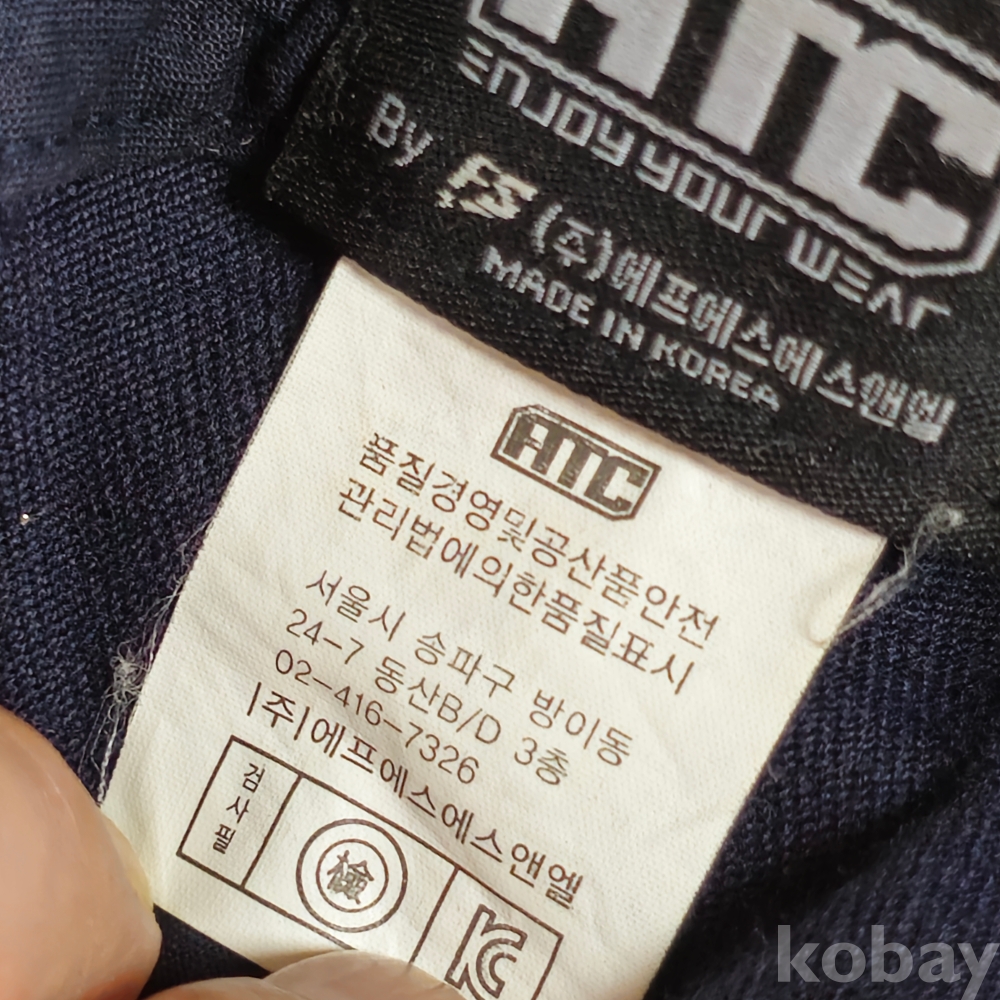 HTC
ENJOY YOUR WEAR
By FS (주)에프에스에스앤엘
MADE IN KOREA
HTC
품질경영및공산품안전
관리법에의한품질표시
서울시 송파구 방이동
24-7 동산B/D 3층
02-416-7326
|주|에프에스에스앤엘
검사필
檢
KC
kobay